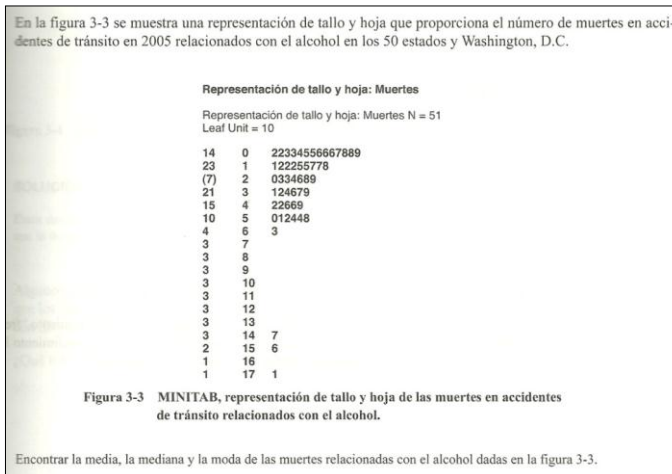 En la figura 3-3 se muestra una representación de tallo y hoja que proporciona el número de muertes en acci-
dentes de tránsito en 2005 relacionados con el alcohol en los 50 estados y Washington, D.C.
Representación de tallo y hoja: Muertes
Representación de tallo y hoja: Muertes N = 51
Leaf Unit = 10
14 0 22334556667889
23 1 122255778
(7) 2 0334689
21 3 124679
15 4 22669
10 5 012448
4 6 3
3 7
3 8
3 9
3 10
3 11
3 12
3 13
3 14 7
2 15 6
1 16
1 17 1
Figura 3-3 MINITAB, representación de tallo y hoja de las muertes en accidentes
de tránsito relacionados con el alcohol.
Encontrar la media, la mediana y la moda de las muertes relacionadas con el alcohol dadas en la figura 3-3.